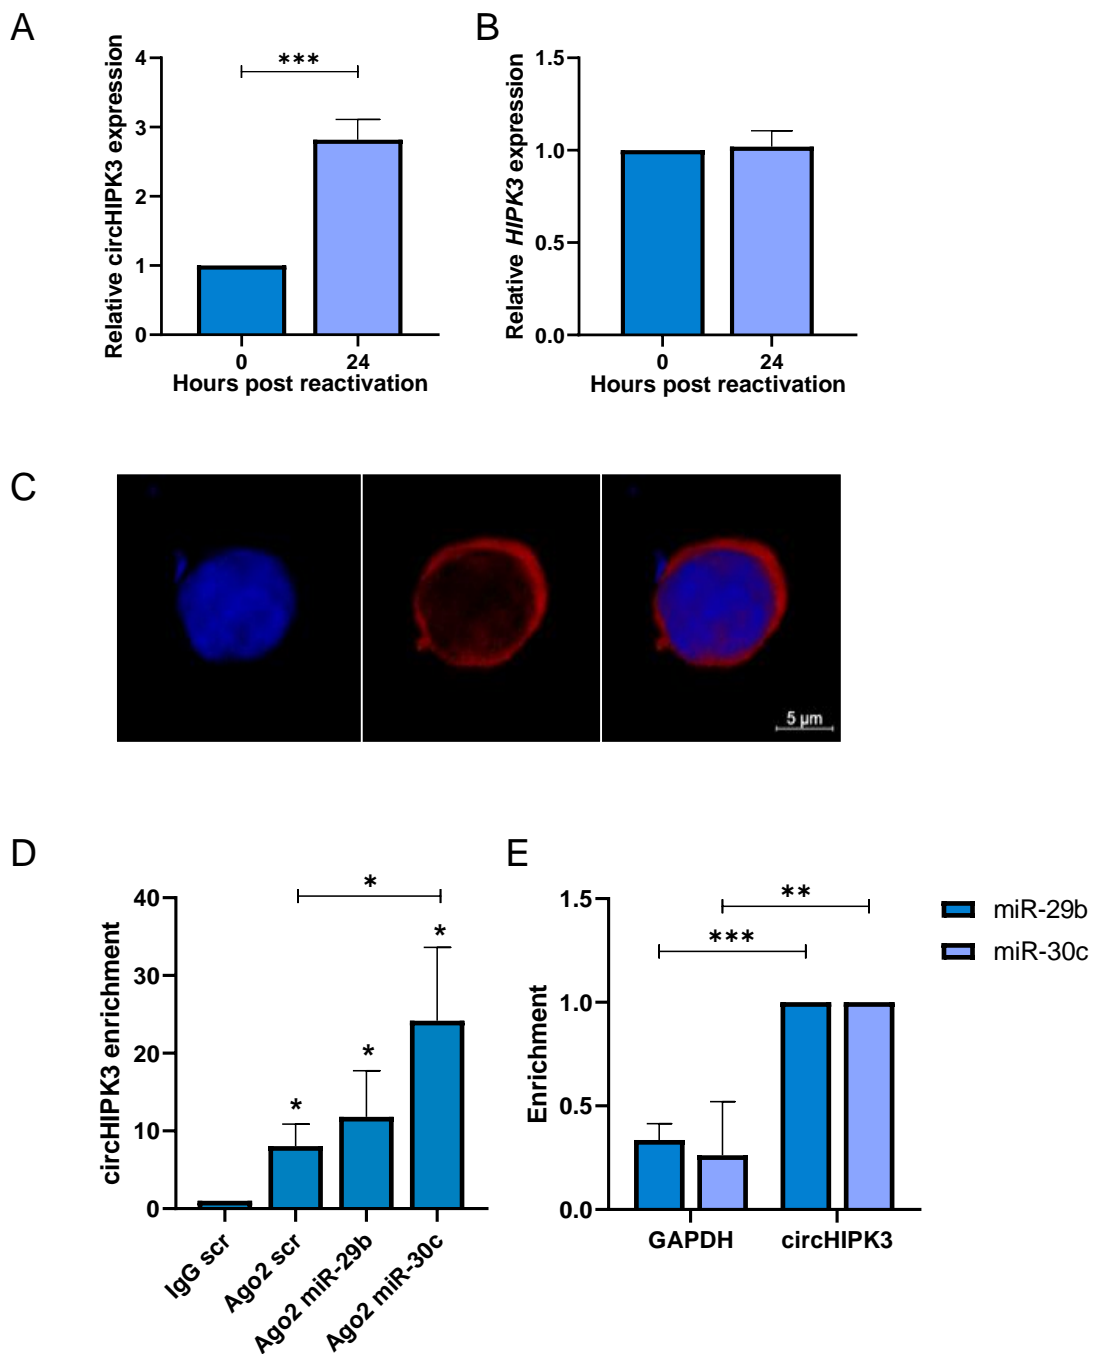 A
Relative circHIPK3 expression
4
3
2
1
0
***
0
24
Hours post reactivation
B
Relative HIPK3 expression
1.5
1.0
0.5
0.0
0
24
Hours post reactivation
C
5 µm
D
circHIPK3 enrichment
40
30
20
10
0
*
*
*
*
IgG scr
Ago2 scr
Ago2 miR-29b
Ago2 miR-30c
E
Enrichment
1.5
1.0
0.5
0.0
**
***
GAPDH
circHIPK3
miR-29b
miR-30c